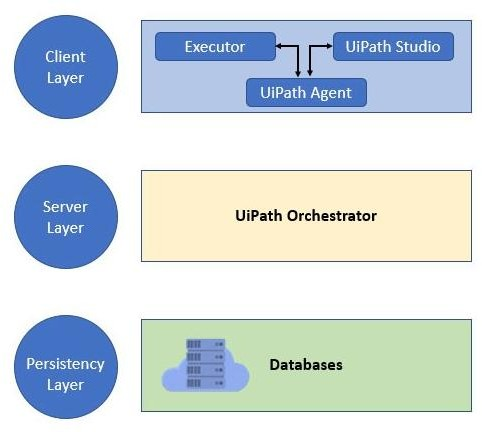 Client
Layer
Executor
UiPath Studio
UiPath Agent
Server
Layer
UiPath Orchestrator
Persistency
Layer
Databases